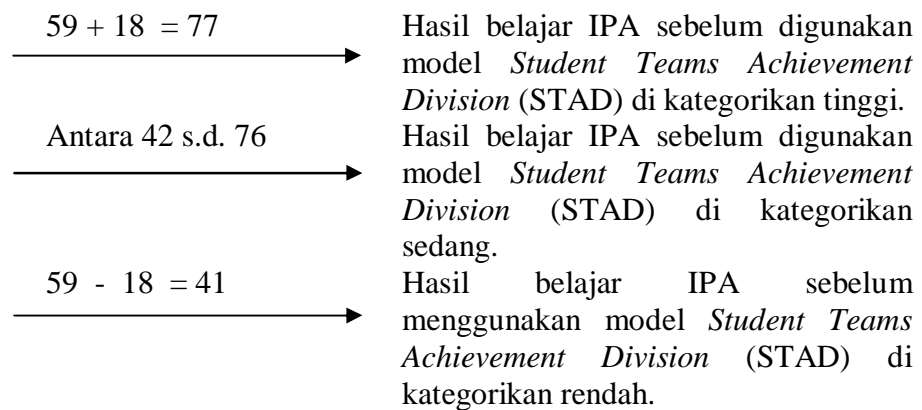 59 + 18 = 77
Hasil belajar IPA sebelum digunakan
model Student Teams Achievement
Division (STAD) di kategorikan tinggi.
Antara 42 s.d. 76
Hasil belajar IPA sebelum digunakan
model Student Teams Achievement
Division (STAD) di kategorikan
sedang.
59 - 18 = 41
Hasil belajar IPA sebelum
menggunakan model Student Teams
Achievement Division (STAD) di
kategorikan rendah.